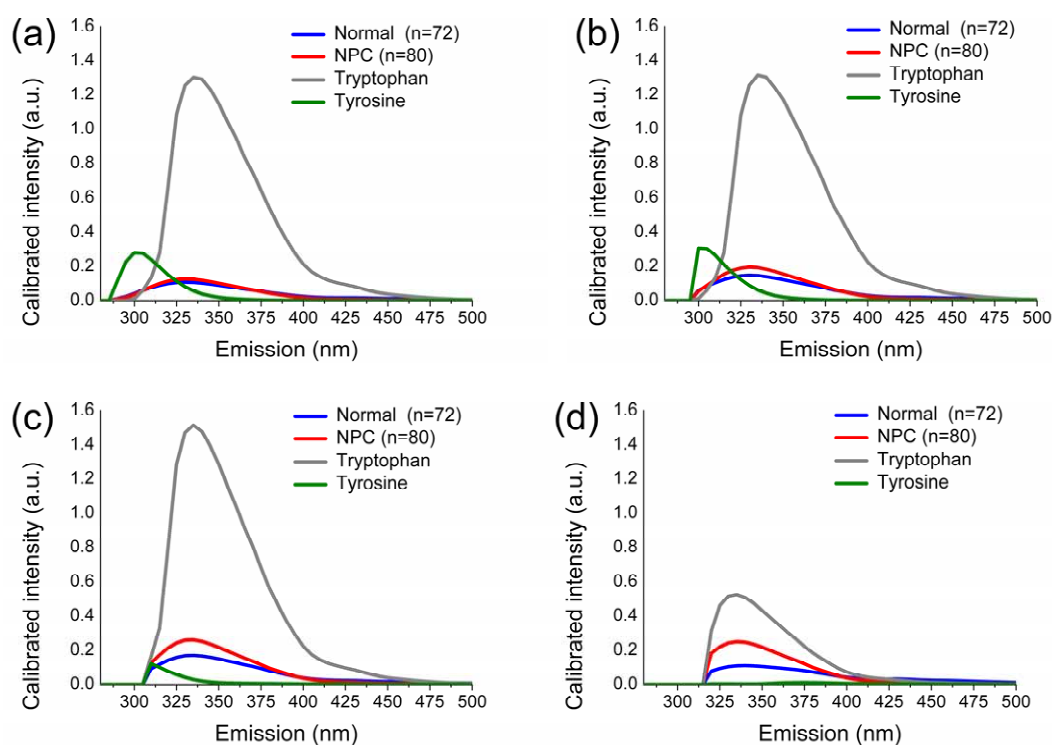 (a)
Calibrated intensity (a.u.)
1.6
1.4
1.2
1.0
0.8
0.6
0.4
0.2
0.0
Normal (n=72)
NPC (n=80)
Tryptophan
Tyrosine
300 325 350 375 400 425 450 475 500
Emission (nm)
(b)
Calibrated intensity (a.u.)
1.6
1.4
1.2
1.0
0.8
0.6
0.4
0.2
0.0
Normal (n=72)
NPC (n=80)
Tryptophan
Tyrosine
300 325 350 375 400 425 450 475 500
Emission (nm)
(c)
Calibrated intensity (a.u.)
1.6
1.4
1.2
1.0
0.8
0.6
0.4
0.2
0.0
Normal (n=72)
NPC (n=80)
Tryptophan
Tyrosine
300 325 350 375 400 425 450 475 500
Emission (nm)
(d)
Calibrated intensity (a.u.)
1.6
1.4
1.2
1.0
0.8
0.6
0.4
0.2
0.0
Normal (n=72)
NPC (n=80)
Tryptophan
Tyrosine
300 325 350 375 400 425 450 475 500
Emission (nm)